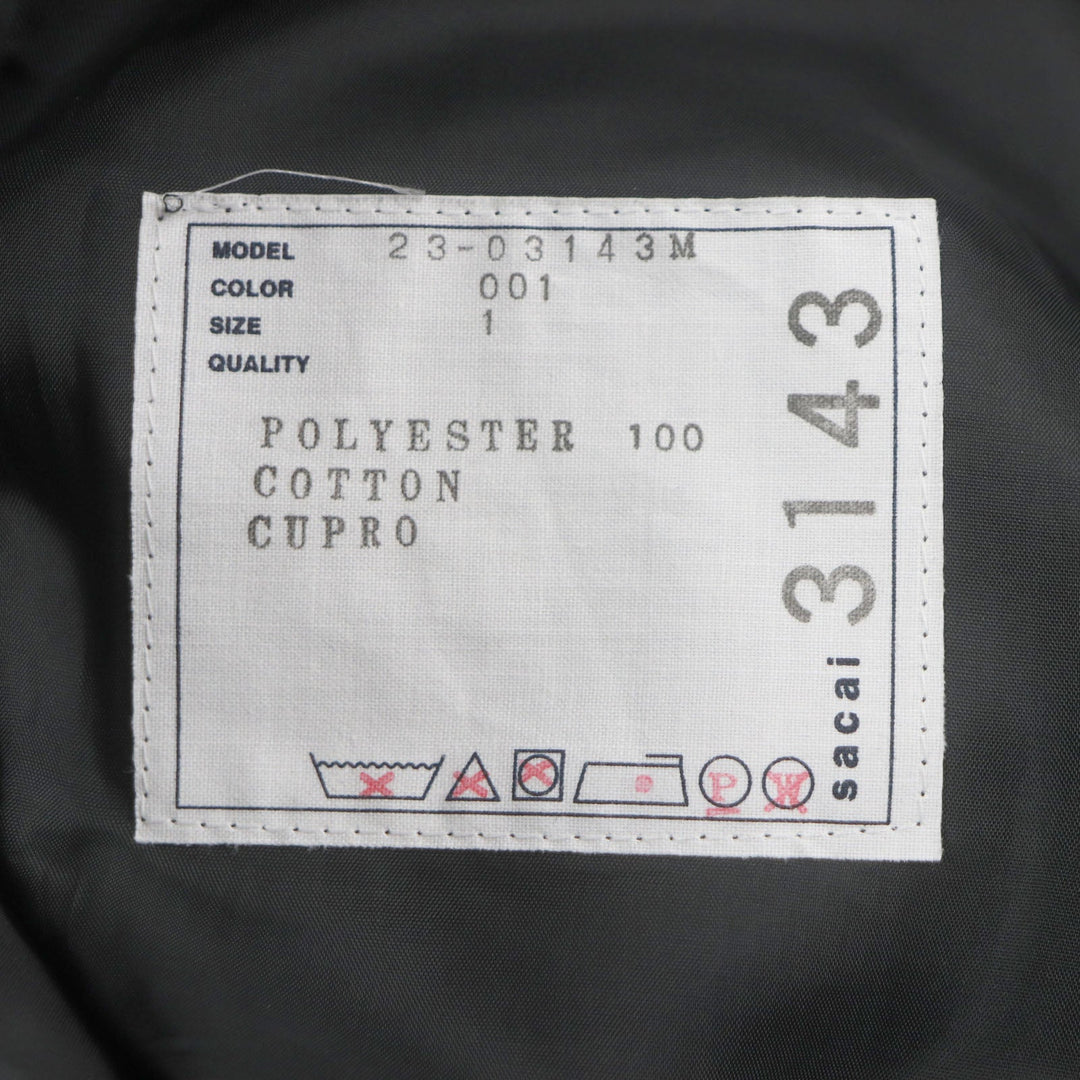 MODEL 23-03143M
COLOR 001
SIZE 1
QUALITY
POLYESTER 100
COTTON
CUPRO
P W
sacai 3143